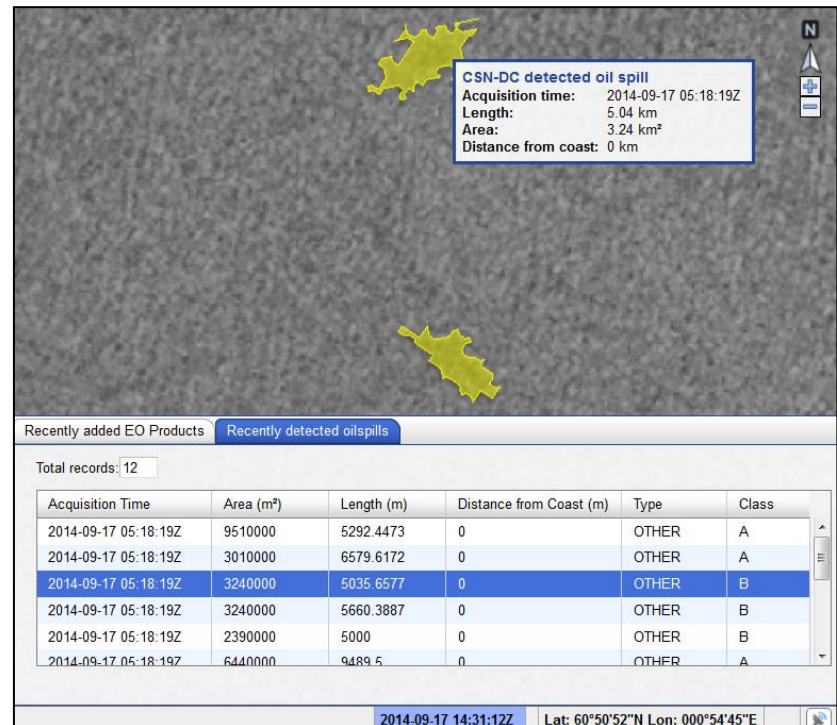 N
CSN-DC detected oil spill
Acquisition time: 2014-09-17 05:18:19Z
Length: 5.04 km
Area: 3.24 km²
Distance from coast: 0 km
Recently added EO Products Recently detected oilspills
Total records: 12
Acquisition Time Area (m²) Length (m) Distance from Coast (m) Type Class
2014-09-17 05:18:19Z 9510000 5292.4473 0 OTHER A
2014-09-17 05:18:19Z 3010000 6579.6172 0 OTHER A
2014-09-17 05:18:19Z 3240000 5035.6577 0 OTHER B
2014-09-17 05:18:19Z 3240000 5660.3887 0 OTHER B
2014-09-17 05:18:19Z 2390000 5000 0 OTHER B
2014-09-17 05:18:19Z 6440000 9489.5 0 OTHER A
2014-09-17 14:31:12Z Lat: 60°50'52"N Lon: 000°54'45"E